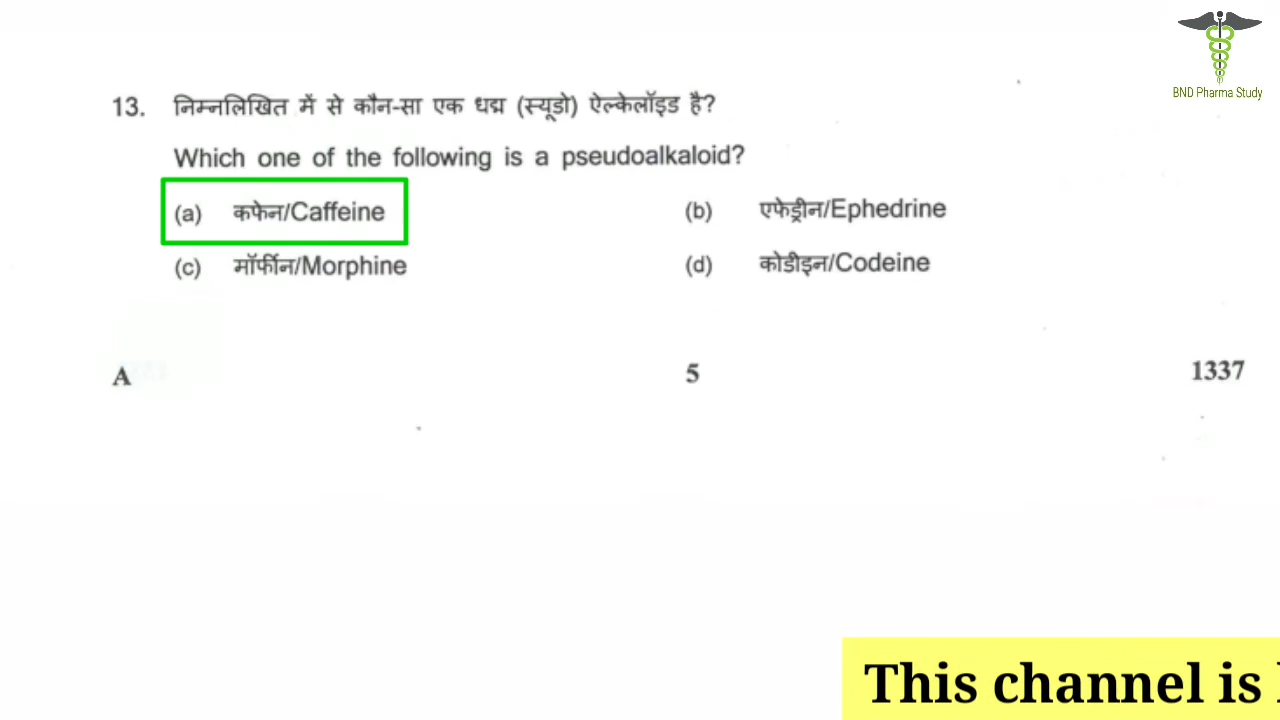 BND Pharma Study
13. निम्नलिखित में से कौन-सा एक धद्म (स्यूडो) ऐल्केलॉइड है?
Which one of the following is a pseudoalkaloid?
(a) कफेन/Caffeine (b) एफेड्रीन/Ephedrine
(c) मॉर्फीन/Morphine (d) कोडीइन/Codeine
A 5 1337
This channel is